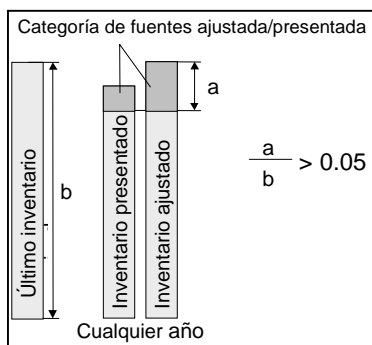 Categoría de fuentes ajustada/presentada
a
b
Último inventario
Inventario presentado
Inventario ajustado
a
b
> 0.05
Cualquier año